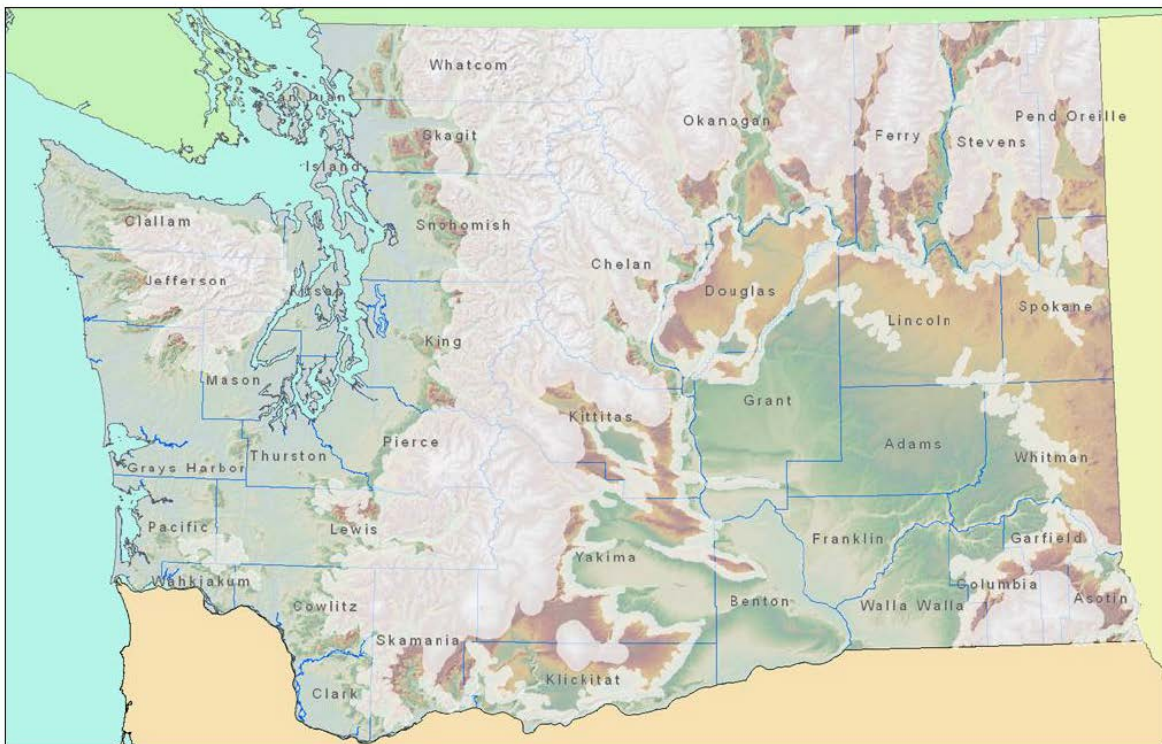 Whatcom
San Juan
Okanogan
Pend Oreille
Skagit
Ferry
Stevens
Island
Clallam
Snohomish
Chelan
Jefferson
Kitsap
Douglas
Spokane
Lincoln
King
Mason
Grant
Kittitas
Pierce
Adams
Thurston
Whitman
Grays Harbor
Pacific
Lewis
Franklin
Garfield
Yakima
Wahkiakum
Columbia
Asotin
Benton
Cowlitz
Walla Walla
Skamania
Klickitat
Clark